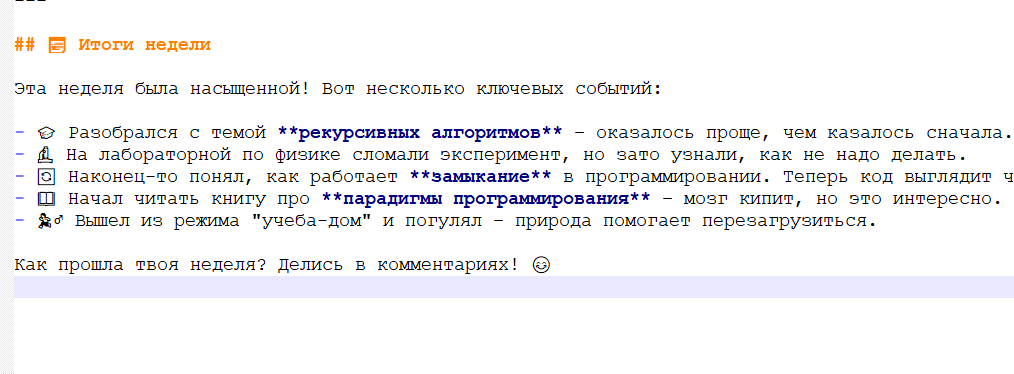 ---
## 🗓 Итоги недели
Эта неделя была насыщенной! Вот несколько ключевых событий:
- 🎓 Разобрался с темой **рекурсивных алгоритмов** – оказалось проще, чем казалось сначала.
- 🔬 На лабораторной по физике сломали эксперимент, но зато узнали, как не надо делать.
- 🔄 Наконец-то понял, как работает **замыкание** в программировании. Теперь код выглядит ч
- 📖 Начал читать книгу про **парадигмы программирования** – мозг кипит, но это интересно.
- 🏃♂ Вышел из режима "учеба-дом" и погулял – природа помогает перезагрузиться.
Как прошла твоя неделя? Делись в комментариях! 😊